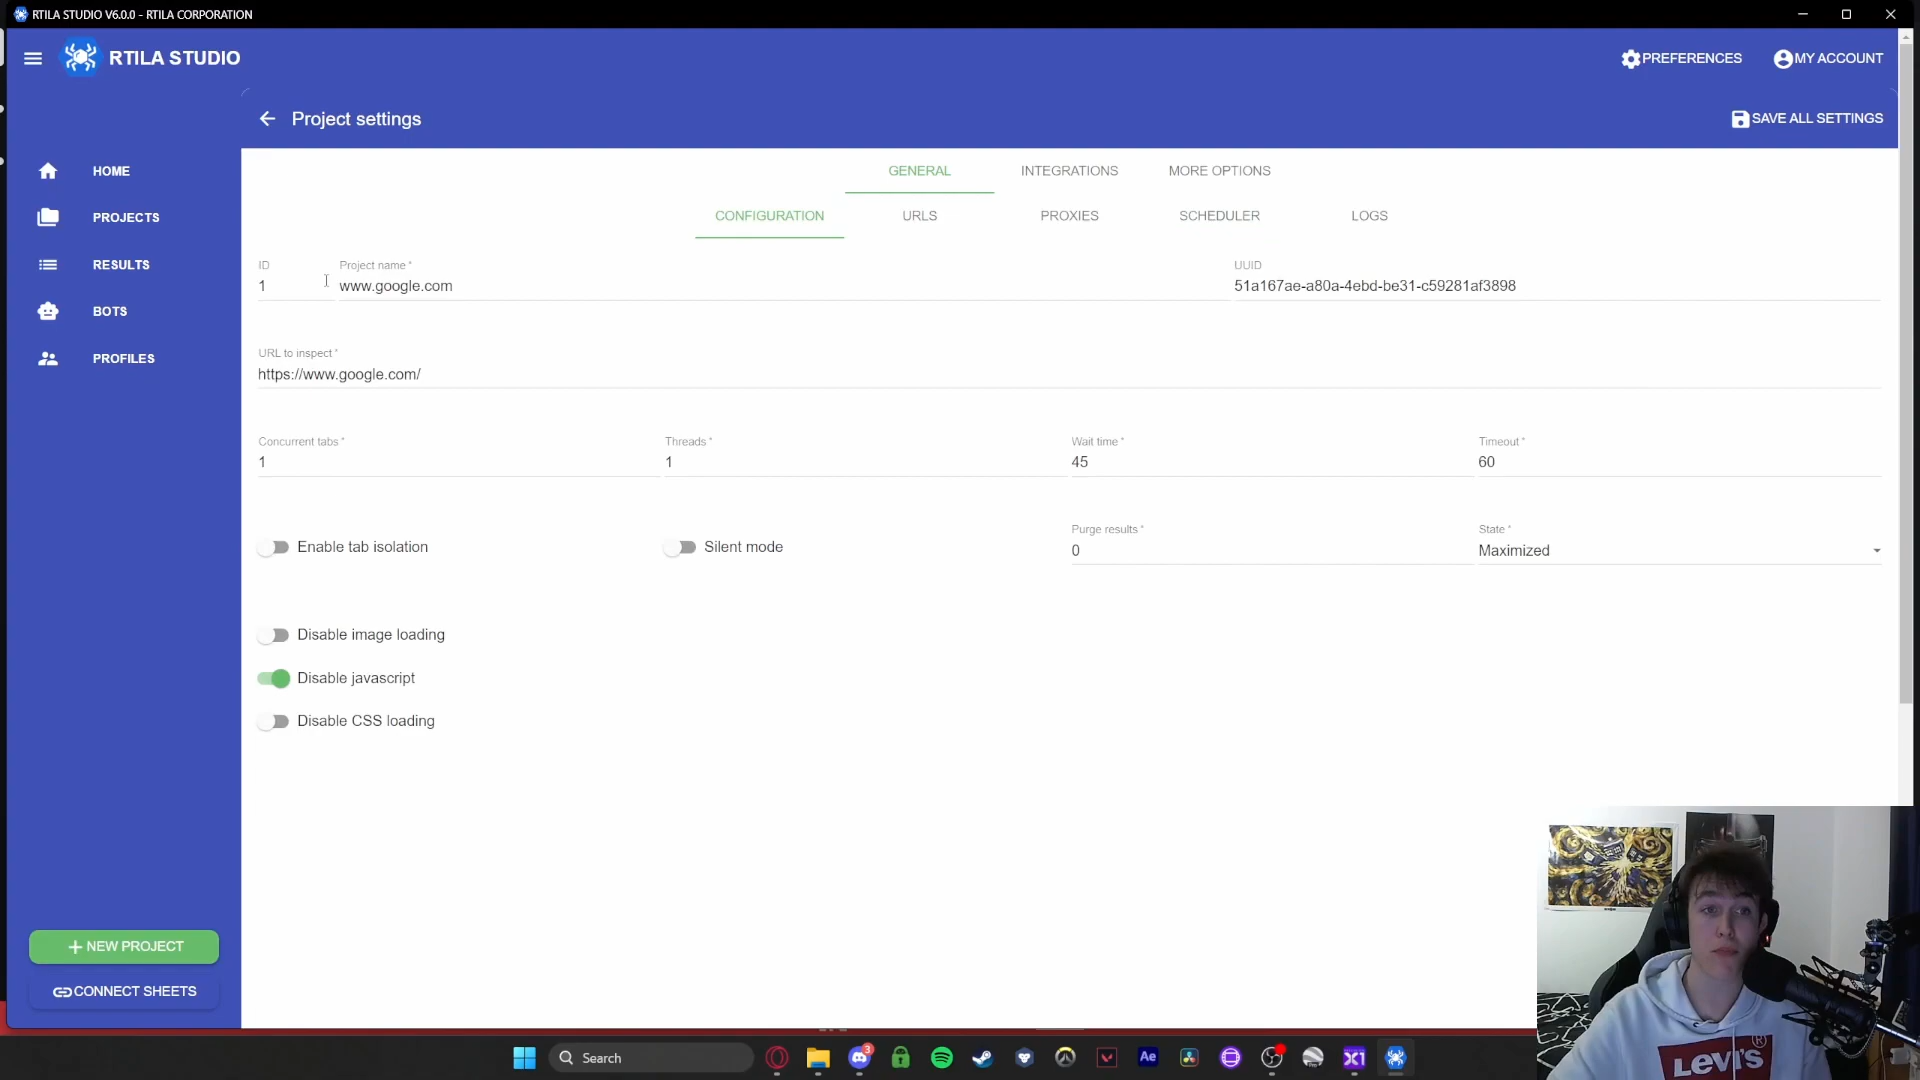 RTILA STUDIO V6.0.0 - RTILA CORPORATION
RTILA STUDIO
PREFERENCES
MY ACCOUNT
Project settings
SAVE ALL SETTINGS
HOME
PROJECTS
RESULTS
BOTS
PROFILES
GENERAL
INTEGRATIONS
MORE OPTIONS
CONFIGURATION
URLS
PROXIES
SCHEDULER
LOGS
ID
1
Project name *
www.google.com
UUID
51a167ae-a80a-4ebd-be31-c59281af3898
URL to inspect *
https://www.google.com/
Concurrent tabs *
1
Threads *
1
Wait time *
45
Timeout *
60
Enable tab isolation
Silent mode
Purge results *
0
State *
Maximized
Disable image loading
Disable javascript
Disable CSS loading
+ NEW PROJECT
CONNECT SHEETS
Search
3
Ae
X1
LEVI'S
®